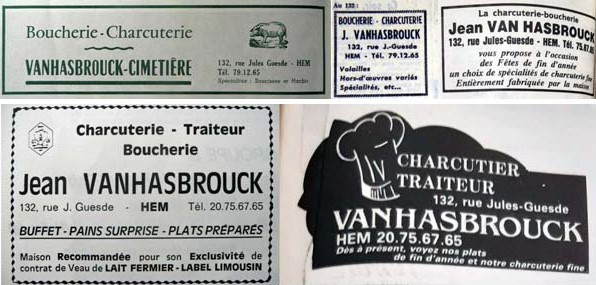 Boucherie-Charcuterie
VANHASBROUCK-CIMETIÈRE
132, rue Jules Guesde - HEM
Tél. 79.12.65
Spécialités : Saucisses et Merlin
Au 132 :
BOUCHERIE - CHARCUTERIE
J. VANHASBROUCK
132, rue J.-Guesde
HEM - Tél. 79.12.65
Volailles
Hors-d'œuvres variés
Spécialités, etc...
La charcuterie-boucherie
Jean VAN HASBROUCK
132, rue Jules-Guesde, HEM. Tél. 75.67.65
vous propose à l'occasion
des Fêtes de fin d'année
un choix de spécialités de charcuterie fine
Entièrement fabriquée par la maison
Charcuterie - Traiteur
Boucherie
Jean VANHASBROUCK
132, rue J. Guesde - HEM Tél. 20.75.67.65
BUFFET - PAINS SURPRISE - PLATS PRÉPARÉS
Maison Recommandée pour son Exclusivité de
contrat de Veau de LAIT FERMIER - LABEL LIMOUSIN
CHARCUTIER
TRAITEUR
132, rue Jules-Guesde
VANHASBROUCK
HEM 20.75.67.65
Dès à présent, voyez nos plats
de fin d'année et notre charcuterie fine